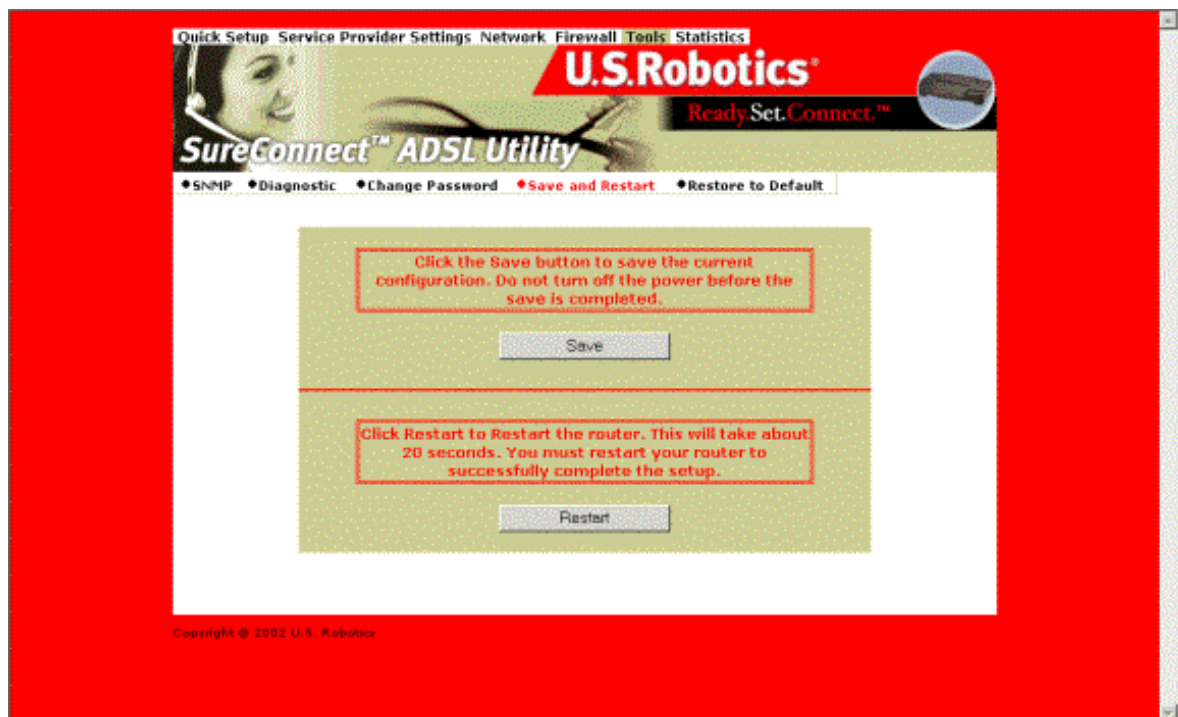 Quick Setup Service Provider Settings Network Firewall Tools Statistics
U.S.Robotics®
Ready.Set.Connect.™
SureConnect™ ADSL Utility
SNMP Diagnostic Change Password Save and Restart Restore to Default
Click the Save button to save the current
configuration. Do not turn off the power before the
save is completed.
Save
Click Restart to Restart the router. This will take about
20 seconds. You must restart your router to
successfully complete the setup.
Restart
Copyright @ 2002 U.S. Robotics